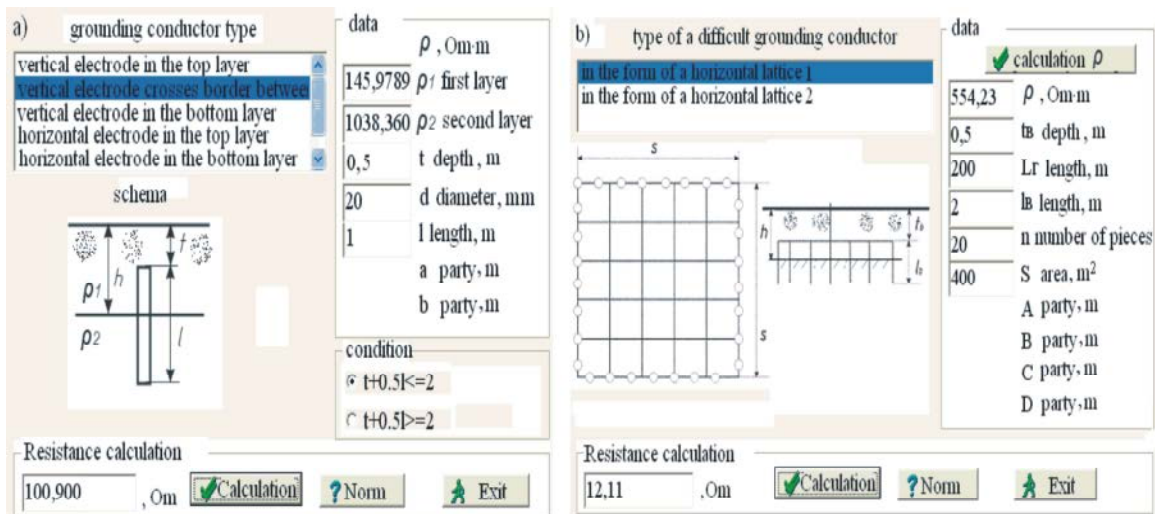 a)
grounding conductor type
vertical electrode in the top layer
vertical electrode crosses border betwee
vertical electrode in the bottom layer
horizontal electrode in the top layer
horizontal electrode in the bottom layer
schema
t
h
ρ1
ρ2
l
data
ρ , Om·m
145,9789 ρ1 first layer
1038,360 ρ2 second layer
0,5 t depth , m
20 d diameter, mm
1 l length, m
a party, m
b party, m
condition
t+0.5l<=2
t+0.5l>=2
Resistance calculation
100,900 , Om Calculation ? Norm Exit
b)
type of a difficult grounding conductor
in the form of a horizontal lattice 1
in the form of a horizontal lattice 2
s
s
h
tв
lв
data
calculation ρ
554,23 ρ , Om·m
0,5 tв depth, m
200 Lг length, m
2 lв length, m
20 n number of pieces
400 S area, m²
A party, m
B party, m
C party, m
D party, m
Resistance calculation
12,11 ,Om Calculation ? Norm Exit